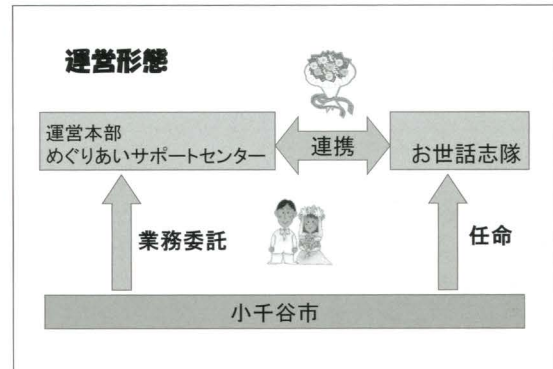 運営形態
運営本部
めぐりあいサポートセンター
連携
お世話志隊
業務委託
任命
小千谷市